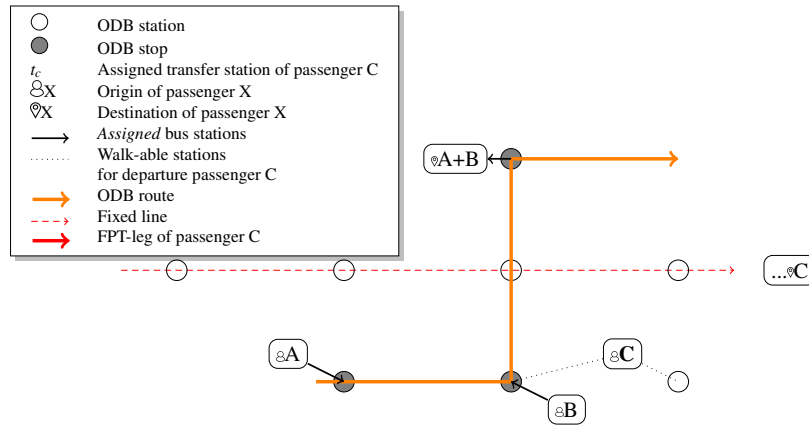 ODB station
ODB stop
t_c Assigned transfer station of passenger C
X Origin of passenger X
X Destination of passenger X
Assigned bus stations
Walk-able stations
for departure passenger C
ODB route
Fixed line
FPT-leg of passenger C
A+B
...C
A
C
B